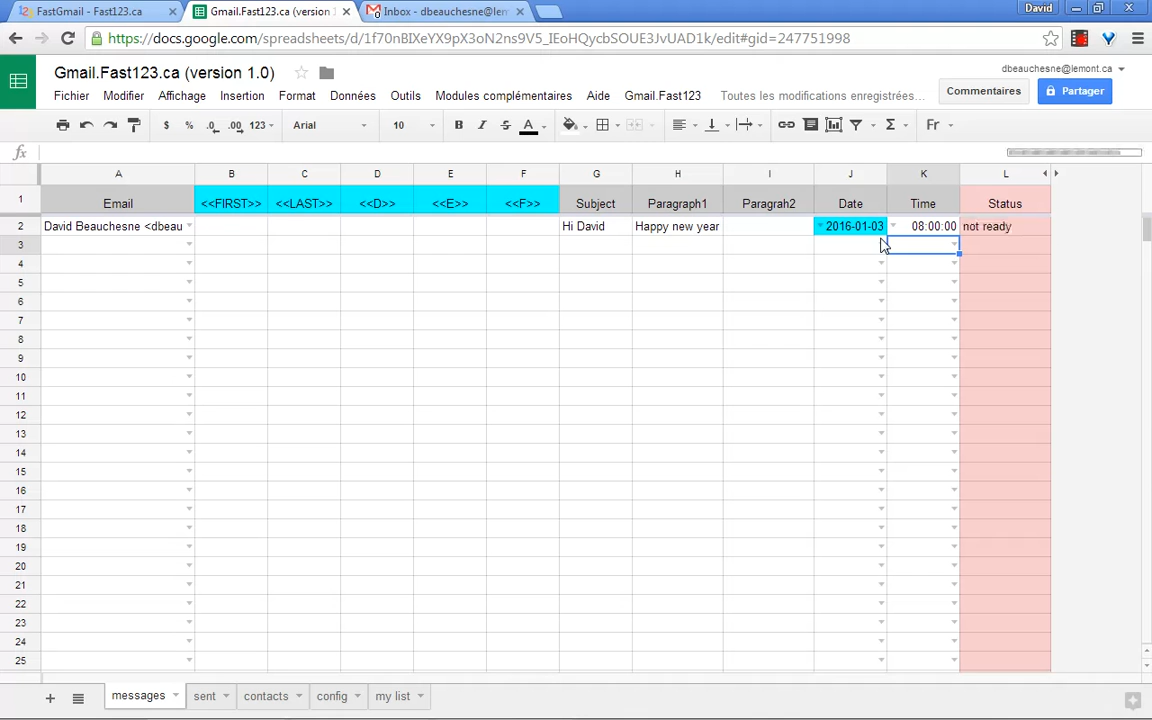 FastGmail - Fast123.ca
Gmail.Fast123.ca (version 1
Inbox - dbeauchesne@lem
David
https://docs.google.com/spreadsheets/d/1f70nBIXeYX9pX3oN2ns9V5_IEoHQycbSOUE3JvUAD1k/edit#gid=247751998
Gmail.Fast123.ca (version 1.0)
dbeauchesne@lemont.ca
Fichier Modifier Affichage Insertion Format Données Outils Modules complémentaires Aide Gmail.Fast123 Toutes les modifications enregistrées…
Commentaires
Partager
$ % .0 .00 123 Arial 10 B I S A Σ Fr
fx
A B C D E F G H I J K L
1 Email <<FIRST>> <<LAST>> <<D>> <<E>> <<F>> Subject Paragraph1 Paragrah2 Date Time Status
2 David Beauchesne <dbeau Hi David Happy new year 2016-01-03 08:00:00 not ready
3
4
5
6
7
8
9
10
11
12
13
14
15
16
17
18
19
20
21
22
23
24
25
messages sent contacts config my list